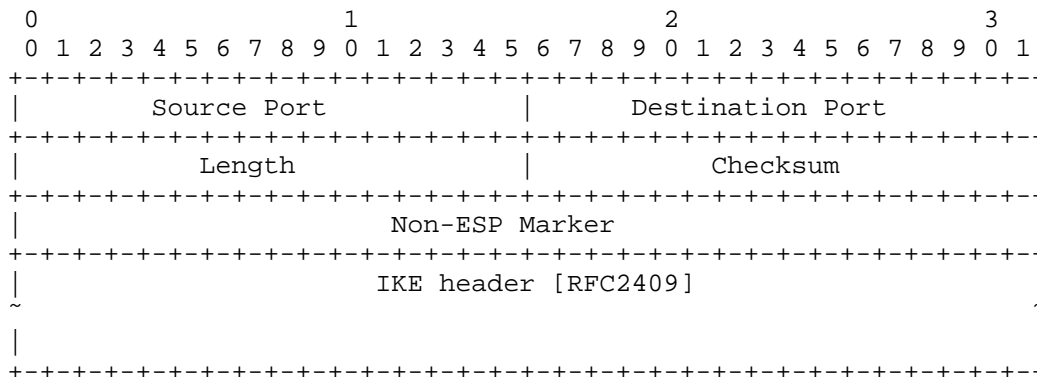 0                   1                   2                   3
0 1 2 3 4 5 6 7 8 9 0 1 2 3 4 5 6 7 8 9 0 1 2 3 4 5 6 7 8 9 0 1
+-+-+-+-+-+-+-+-+-+-+-+-+-+-+-+-+-+-+-+-+-+-+-+-+-+-+-+-+-+-+-+-
|        Source Port            |      Destination Port
+-+-+-+-+-+-+-+-+-+-+-+-+-+-+-+-+-+-+-+-+-+-+-+-+-+-+-+-+-+-+-+-
|           Length              |           Checksum
+-+-+-+-+-+-+-+-+-+-+-+-+-+-+-+-+-+-+-+-+-+-+-+-+-+-+-+-+-+-+-+-
|                       Non-ESP Marker
+-+-+-+-+-+-+-+-+-+-+-+-+-+-+-+-+-+-+-+-+-+-+-+-+-+-+-+-+-+-+-+-
|                      IKE header [RFC2409]
~                                                               ~
|
+-+-+-+-+-+-+-+-+-+-+-+-+-+-+-+-+-+-+-+-+-+-+-+-+-+-+-+-+-+-+-+-